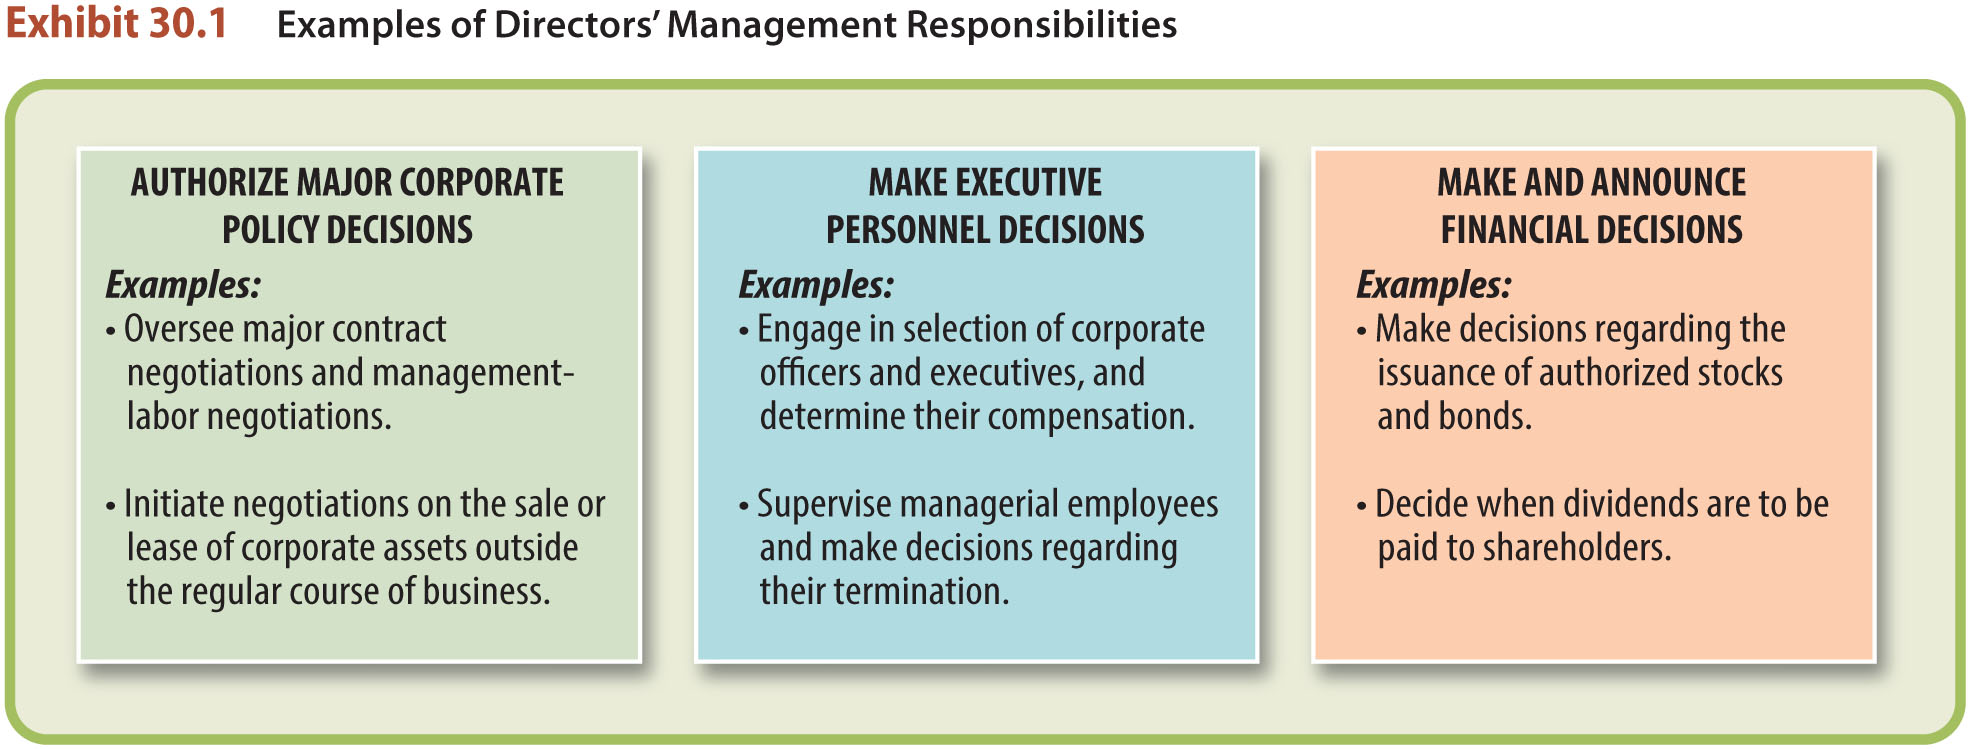 Exhibit 30.1 Examples of Directors’ Management Responsibilities
AUTHORIZE MAJOR CORPORATE
POLICY DECISIONS
Examples:
• Oversee major contract
negotiations and management-
labor negotiations.
• Initiate negotiations on the sale or
lease of corporate assets outside
the regular course of business.
MAKE EXECUTIVE
PERSONNEL DECISIONS
Examples:
• Engage in selection of corporate
officers and executives, and
determine their compensation.
• Supervise managerial employees
and make decisions regarding
their termination.
MAKE AND ANNOUNCE
FINANCIAL DECISIONS
Examples:
• Make decisions regarding the
issuance of authorized stocks
and bonds.
• Decide when dividends are to be
paid to shareholders.